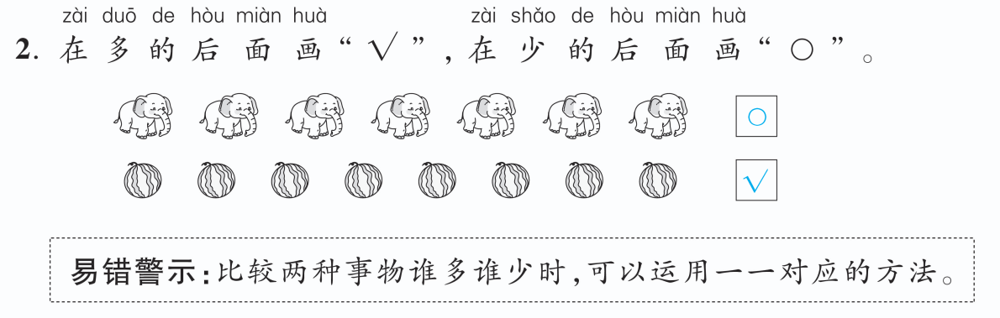 zài duō de hòu miàn huà zài shǎo de hòu miàn huà
2. 在多的后面画“√”,在少的后面画“○”。
○
√
易错警示:比较两种事物谁多谁少时,可以运用一一对应的方法。